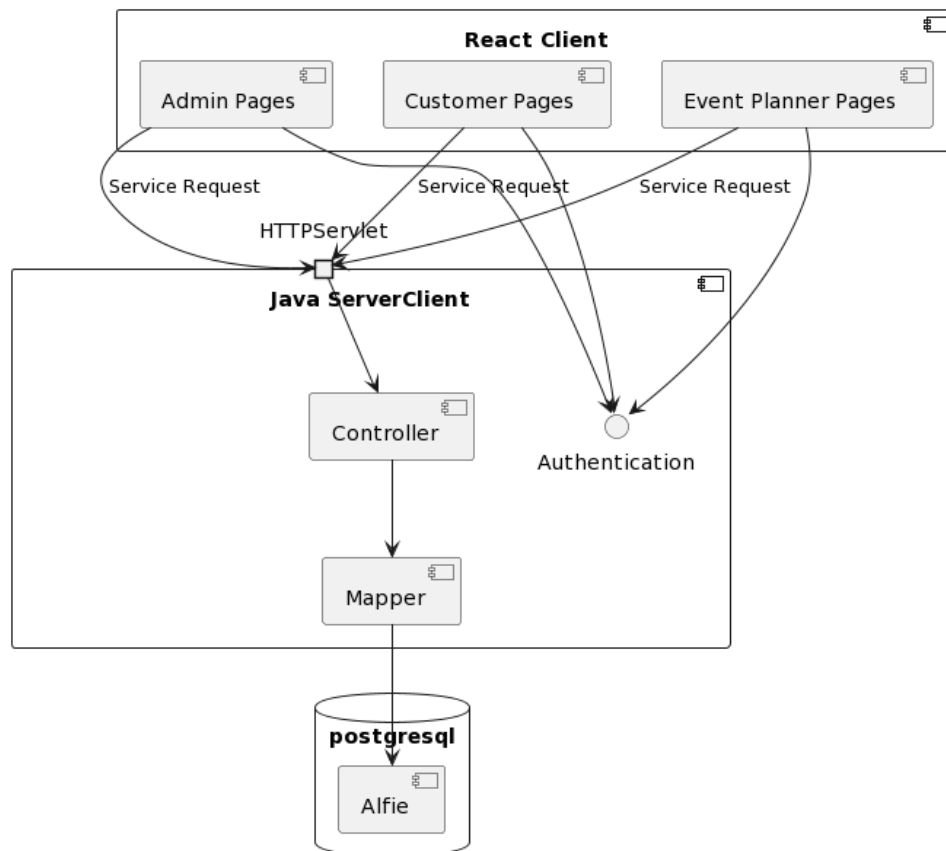 React Client
Admin Pages
Customer Pages
Event Planner Pages
Service Request
Service Request
Service Request
HTTPServlet
Java ServerClient
Controller
Authentication
Mapper
postgresql
Alfie